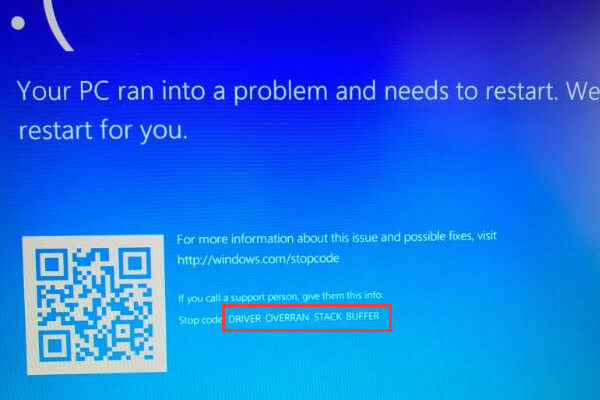 :(
Your PC ran into a problem and needs to restart. We
restart for you.
For more information about this issue and possible fixes, visit
http://windows.com/stopcode
If you call a support person, give them this info:
Stop code: DRIVER OVERRAN STACK BUFFER